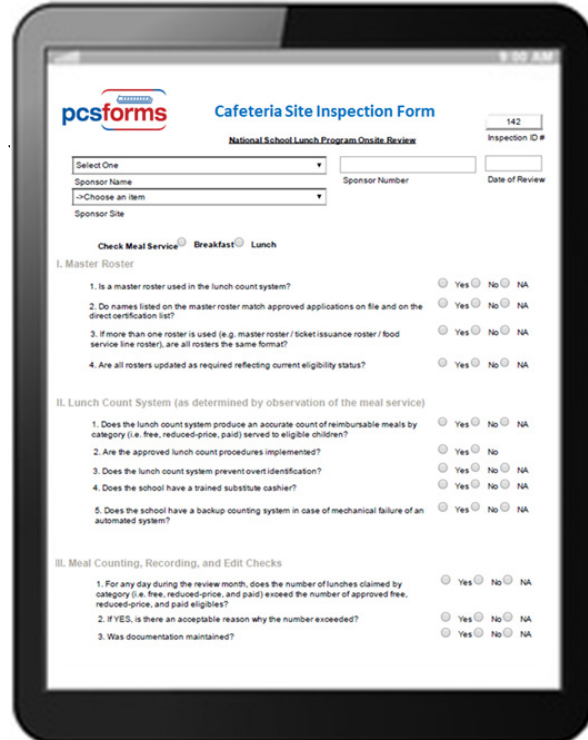 9:00 AM
pcsforms
Cafeteria Site Inspection Form
142
National School Lunch Program Onsite Review
Inspection ID #
Select One
Sponsor Name
Sponsor Number
Date of Review
->Choose an item
Sponsor Site
Check Meal Service Breakfast Lunch
I. Master Roster
1. Is a master roster used in the lunch count system? Yes No NA
2. Do names listed on the master roster match approved applications on file and on the Yes No NA
direct certification list?
3. If more than one roster is used (e.g. master roster / ticket issuance roster / food Yes No NA
service line roster), are all rosters the same format?
4. Are all rosters updated as required reflecting current eligibility status? Yes No NA
II. Lunch Count System (as determined by observation of the meal service)
1. Does the lunch count system produce an accurate count of reimbursable meals by Yes No NA
category (i.e. free, reduced-price, paid) served to eligible children?
2. Are the approved lunch count procedures implemented? Yes No
3. Does the lunch count system prevent overt identification? Yes No NA
4. Does the school have a trained substitute cashier? Yes No NA
5. Does the school have a backup counting system in case of mechanical failure of an Yes No NA
automated system?
III. Meal Counting, Recording, and Edit Checks
1. For any day during the review month, does the number of lunches claimed by Yes No NA
category (i.e. free, reduced-price, and paid) exceed the number of approved free,
reduced-price, and paid eligibles?
2. If YES, is there an acceptable reason why the number exceeded? Yes No NA
3. Was documentation maintained? Yes No NA